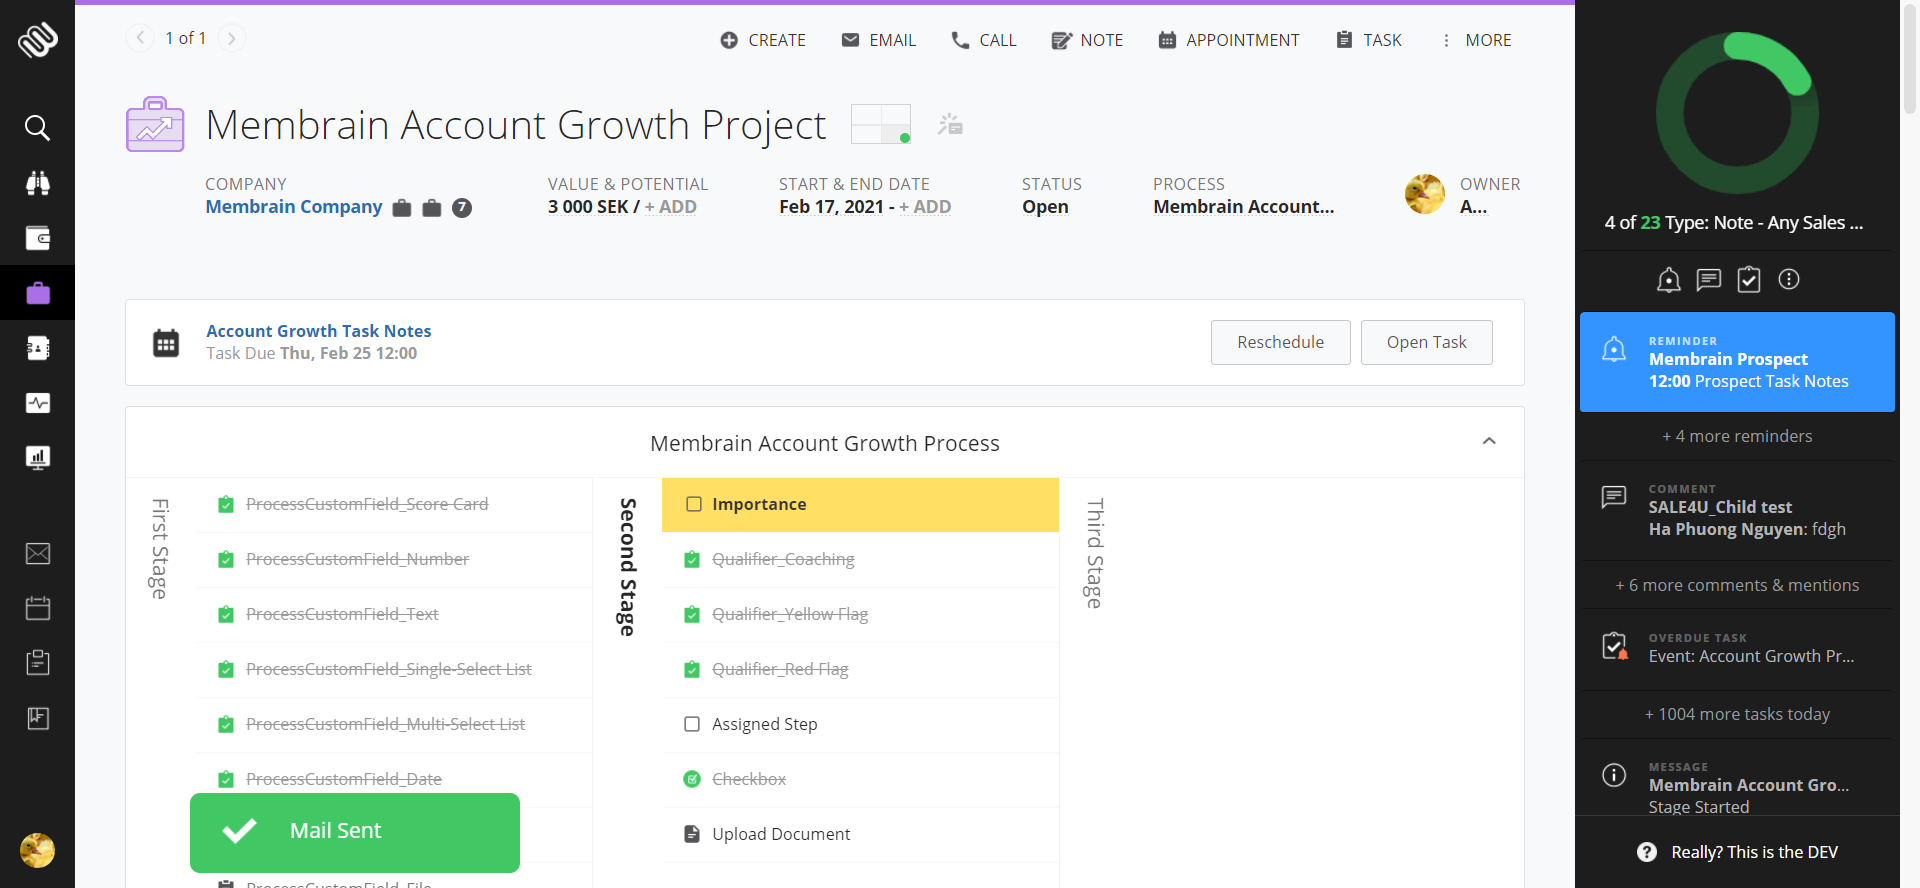 1 of 1
CREATE
EMAIL
CALL
NOTE
APPOINTMENT
TASK
MORE
Membrain Account Growth Project
COMPANY
Membrain Company
7
VALUE & POTENTIAL
3 000 SEK / + ADD
START & END DATE
Feb 17, 2021 - + ADD
STATUS
Open
PROCESS
Membrain Account...
OWNER
A...
Account Growth Task Notes
Task Due Thu, Feb 25 12:00
Reschedule
Open Task
Membrain Account Growth Process
First Stage
ProcessCustomField_Score Card
ProcessCustomField_Number
ProcessCustomField_Text
ProcessCustomField_Single-Select List
ProcessCustomField_Multi-Select List
ProcessCustomField_Date
ProcessCustomField_File
Second Stage
Importance
Qualifier_Coaching
Qualifier_Yellow Flag
Qualifier_Red Flag
Assigned Step
Checkbox
Upload Document
Third Stage
Mail Sent
4 of 23 Type: Note - Any Sales ...
REMINDER
Membrain Prospect
12:00 Prospect Task Notes
+ 4 more reminders
COMMENT
SALE4U_Child test
Ha Phuong Nguyen: fdgh
+ 6 more comments & mentions
OVERDUE TASK
Event: Account Growth Pr...
+ 1004 more tasks today
MESSAGE
Membrain Account Gro...
Stage Started
Really? This is the DEV